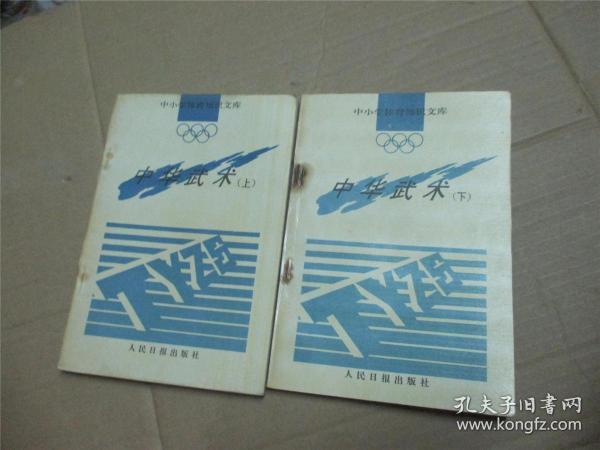 中小学体育知识文库
中华武术(上)
TYZS
人民日报出版社
中小学体育知识文库
中华武术(下)
TYZS
人民日报出版社
孔夫子旧书网
www.kongfz.com